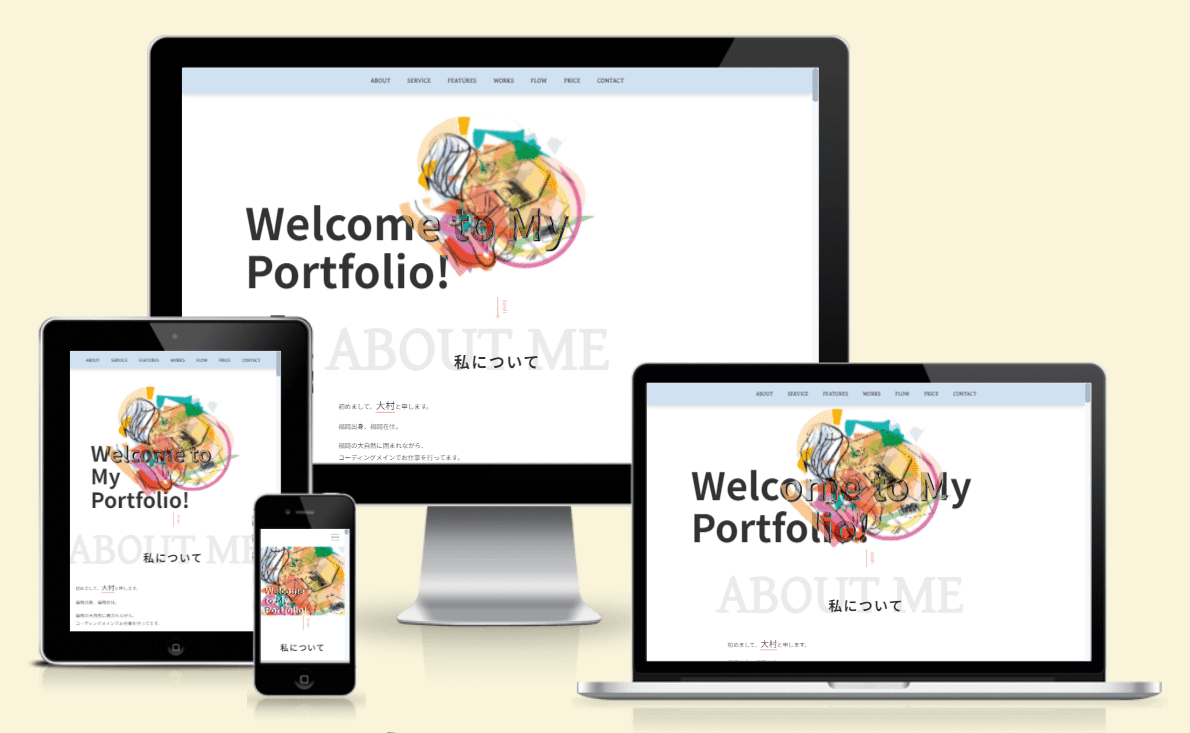 ABOUT SERVICE FEATURES WORKS FLOW PRICE CONTACT
Welcome to My
Portfolio!
ABOUT ME
私について
初めまして、大村と申します。
福岡出身、福岡在住。
福岡の大自然に囲まれながら、
コーディングメインでお仕事を行ってます。
ABOUT SERVICE FEATURES WORKS FLOW PRICE CONTACT
Welcome to
My
Portfolio!
ABOUT ME
私について
初めまして、大村と申します。
福岡出身、福岡在住。
福岡の大自然に囲まれながら、
コーディングメインでお仕事を行ってます。
Welcome
to My
Portfolio!
私について
ABOUT SERVICE FEATURES WORKS FLOW PRICE CONTACT
Welcome to My
Portfolio!
ABOUT ME
私について
初めまして、大村と申します。